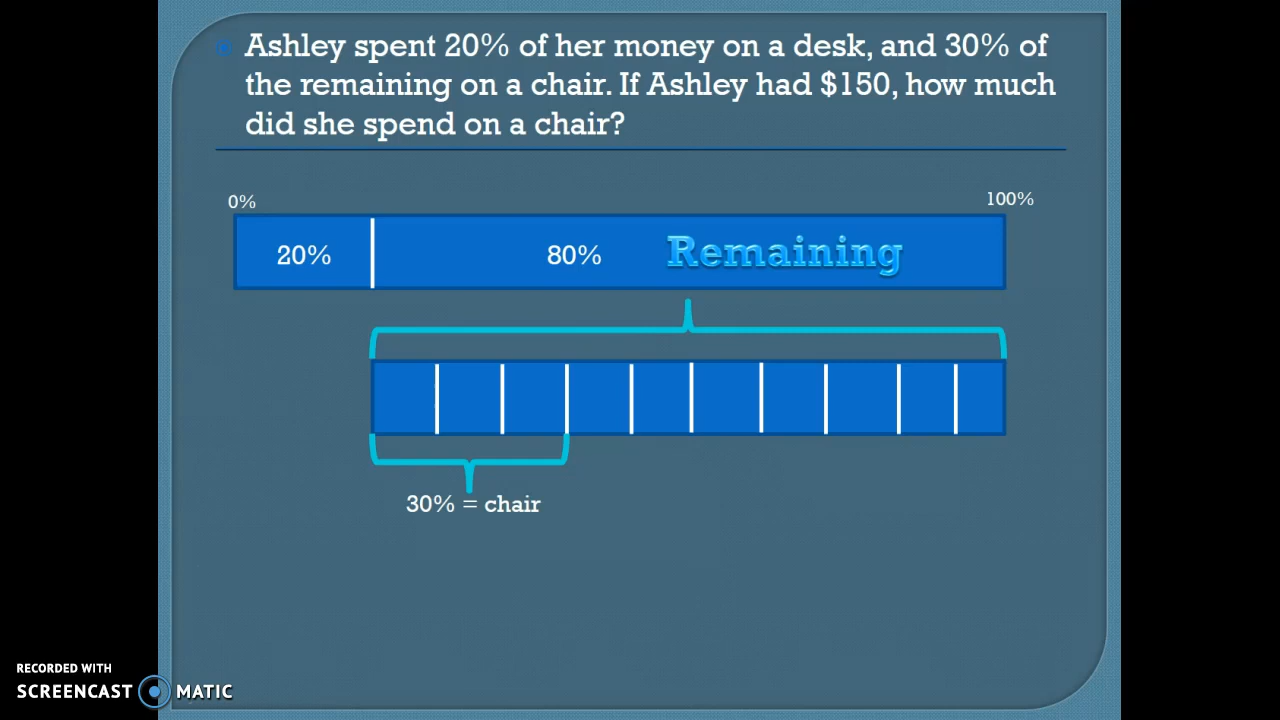 Ashley spent 20% of her money on a desk, and 30% of
the remaining on a chair. If Ashley had $150, how much
did she spend on a chair?
0%
100%
20%
80%
Remaining
30% = chair
RECORDED WITH
SCREENCAST MATIC